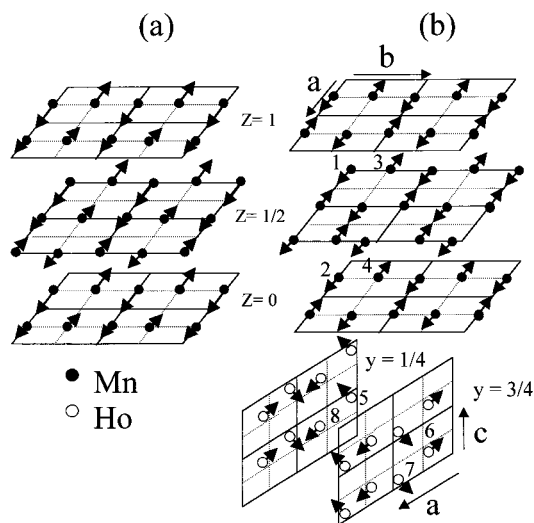 (a)
(b)
b
a
Z= 1
1 3
Z= 1/2
2 4
Z= 0
Mn
Ho
y = 1/4
y = 3/4
5
8
6
7
c
a